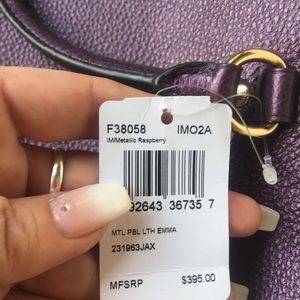 F38058 IMO2A
IM/Metallic Raspberry
92643 36735 7
MTL PBL LTH EMMA
231963JAX
MFSRP $395.00